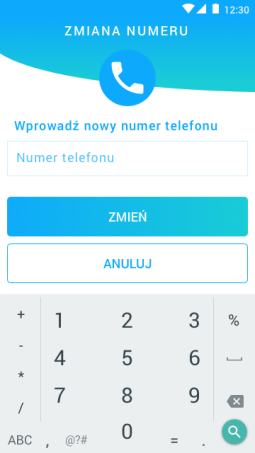 12:30
ZMIANA NUMERU
Wprowadź nowy numer telefonu
Numer telefonu
ZMIEŃ
ANULUJ
+ 1 2 3 %
- 4 5 6
* 7 8 9
/ 0
ABC , @?# = .